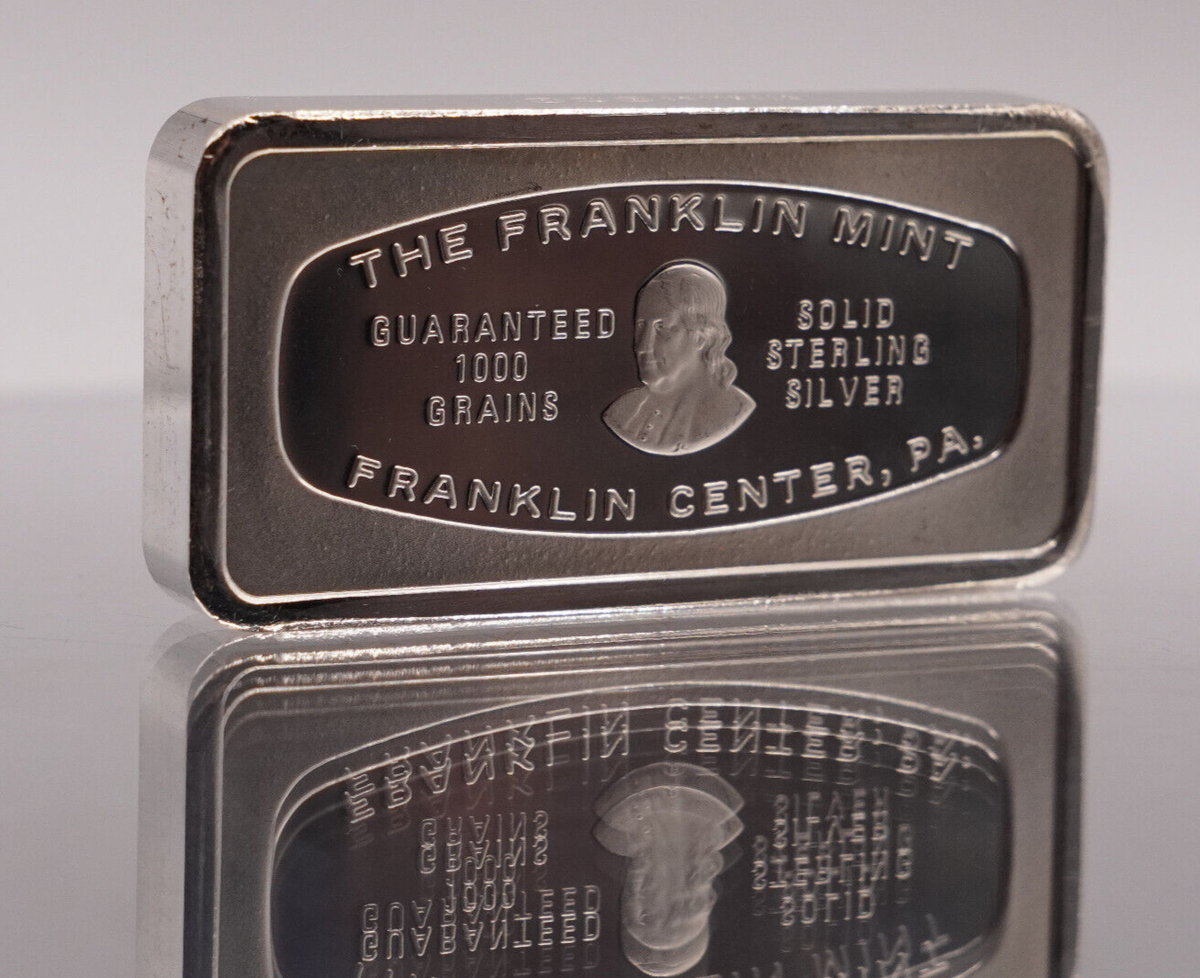 THE FRANKLIN MINT
GUARANTEED
1000
GRAINS
SOLID
STERLING
SILVER
FRANKLIN CENTER, PA.